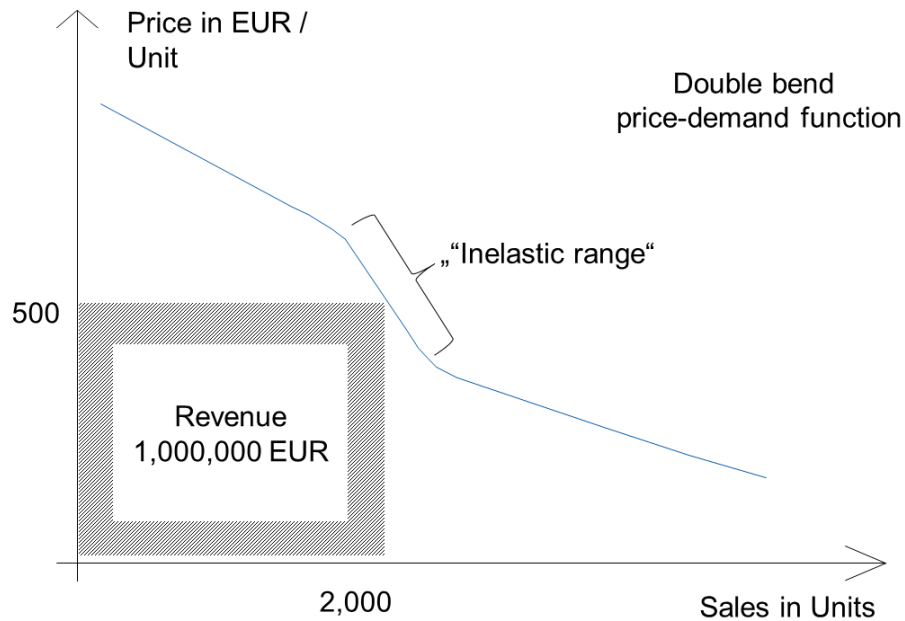 Price in EUR /
Unit
Double bend
price-demand function
„“Inelastic range“
500
Revenue
1,000,000 EUR
2,000
Sales in Units